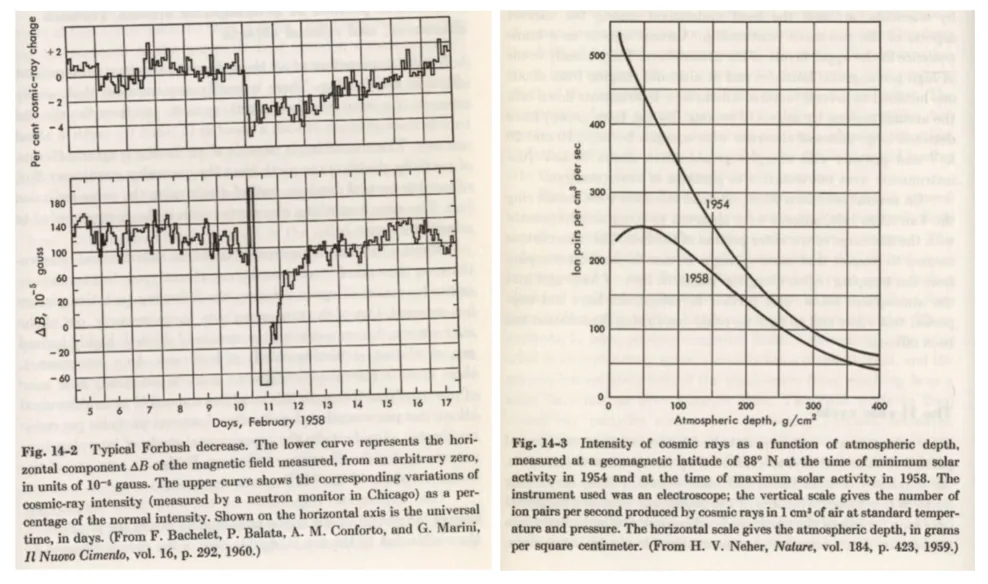 Per cent cosmic-ray change
+2
0
-2
-4
ΔB, 10⁻⁵ gauss
180
140
100
60
20
0
-20
-60
5 6 7 8 9 10 11 12 13 14 15 16 17
Days, February 1958
Fig. 14-2 Typical Forbush decrease. The lower curve represents the hori-
zontal component ΔB of the magnetic field measured, from an arbitrary zero,
in units of 10⁻⁵ gauss. The upper curve shows the corresponding variations of
cosmic-ray intensity (measured by a neutron monitor in Chicago) as a per-
centage of the normal intensity. Shown on the horizontal axis is the universal
time, in days. (From F. Bachelet, P. Balata, A. M. Conforto, and G. Marini,
Il Nuovo Cimento, vol. 16, p. 292, 1960.)
Ion pairs per cm³ per sec
500
400
300
200
100
0
1954
1958
0 100 200 300 400
Atmospheric depth, g/cm²
Fig. 14-3 Intensity of cosmic rays as a function of atmospheric depth,
measured at a geomagnetic latitude of 88° N at the time of minimum solar
activity in 1954 and at the time of maximum solar activity in 1958. The
instrument used was an electroscope; the vertical scale gives the number of
ion pairs per second produced by cosmic rays in 1 cm³ of air at standard temper-
ature and pressure. The horizontal scale gives the atmospheric depth, in grams
per square centimeter. (From H. V. Neher, Nature, vol. 184, p. 423, 1959.)